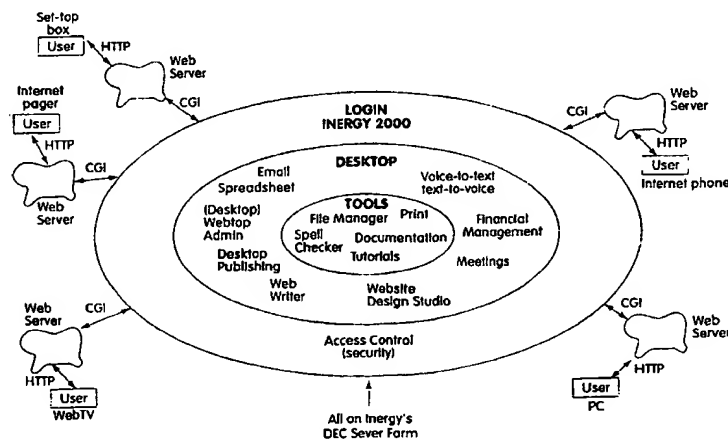 Set-top
box
User
HTTP
Web
Server
CGI
Internet
pager
User
HTTP
CGI
Web
Server
LOGIN
INERGY 2000
CGI
Web
Server
HTTP
User
Internet phone
DESKTOP
Email
Spreadsheet
Voice-to-text
text-to-voice
(Desktop)
Webtop
Admin
Financial
Management
Desktop
Publishing
Meetings
Web
Writer
Website
Design Studio
TOOLS
File Manager
Print
Spell
Checker
Documentation
Tutorials
Access Control
(security)
Web
Server
CGI
HTTP
User
WebTV
CGI
Web
Server
HTTP
User
PC
All on Inergy's
DEC Sever Farm